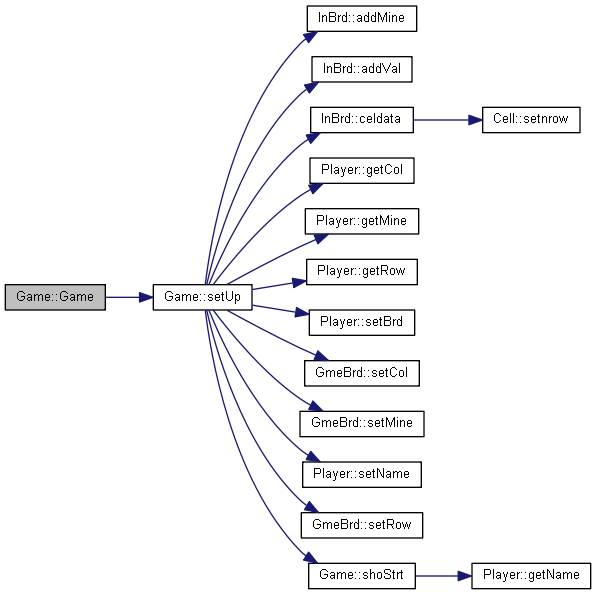 InBrd::addMine
InBrd::addVal
InBrd::celdata
Cell::setnrow
Player::getCol
Player::getMine
Player::getRow
Game::Game
Game::setUp
Player::setBrd
GmeBrd::setCol
GmeBrd::setMine
Player::setName
GmeBrd::setRow
Game::shoStrt
Player::getName